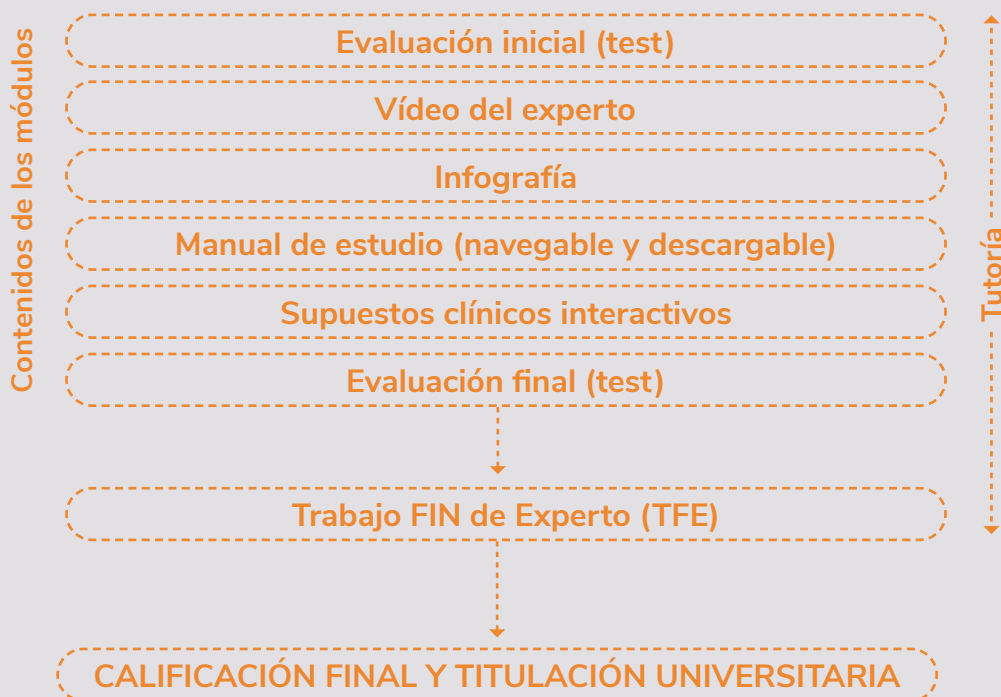 Contenidos de los módulos
Evaluación inicial (test)
Vídeo del experto
Infografía
Manual de estudio (navegable y descargable)
Supuestos clínicos interactivos
Evaluación final (test)
Tutoría
Trabajo FIN de Experto (TFE)
CALIFICACIÓN FINAL Y TITULACIÓN UNIVERSITARIA